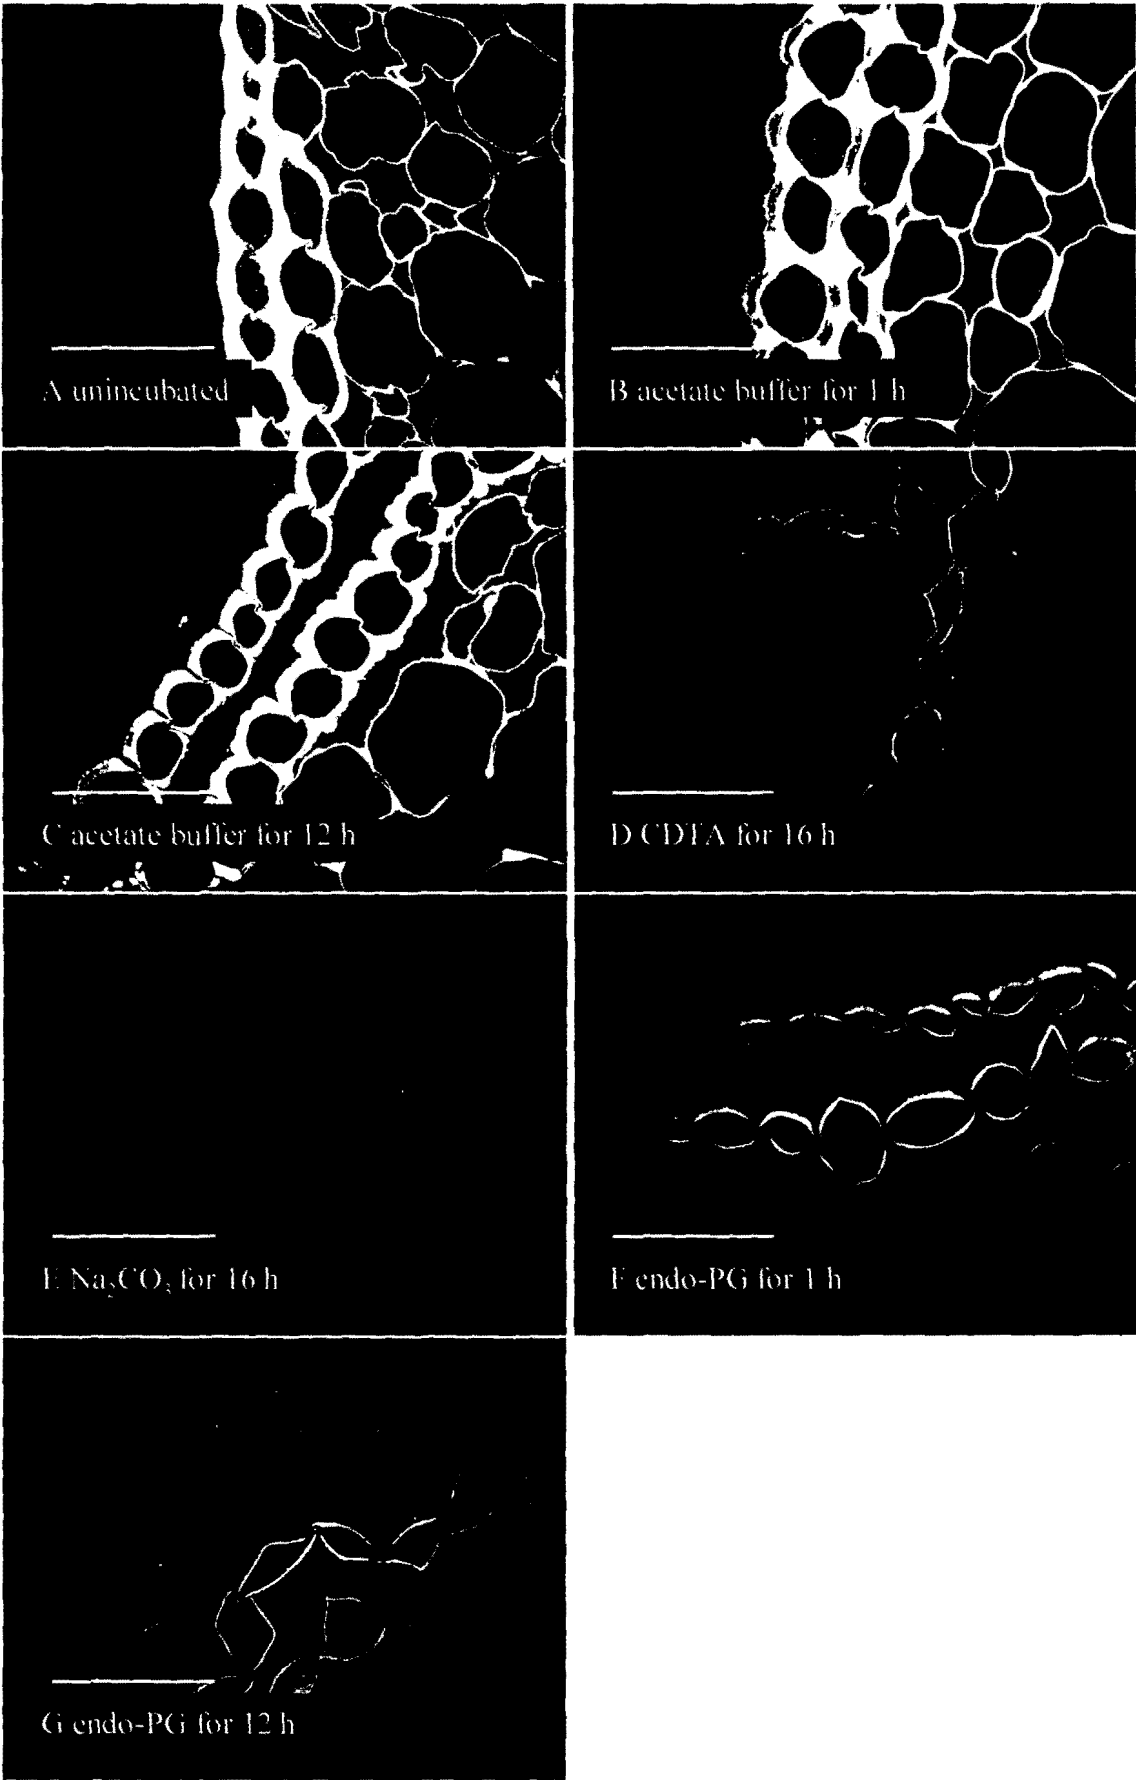 A unincubated
B acetate buffer for 1 h
C acetate buffer for 12 h
D CDTA for 16 h
E Na₂CO₃ for 16 h
F endo-PG for 1 h
G endo-PG for 12 h